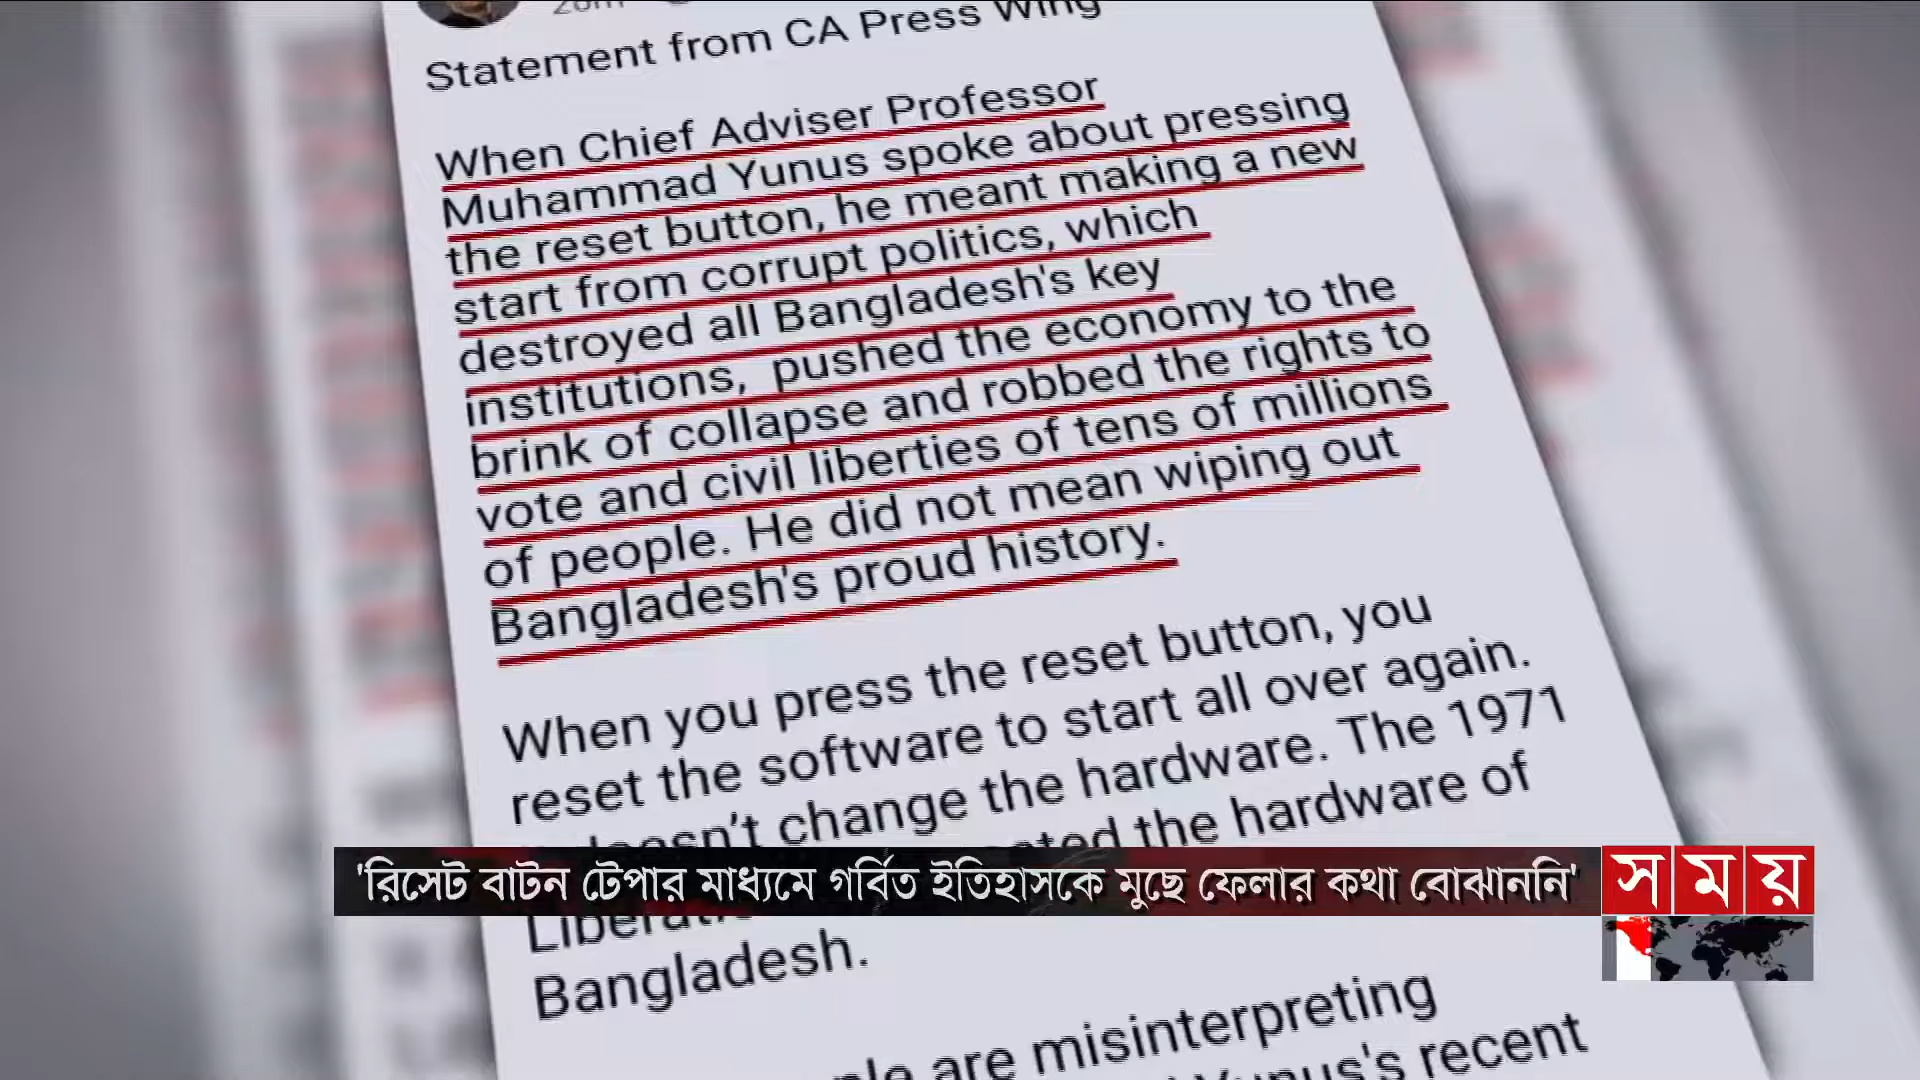 Statement from CA Press Wing
When Chief Adviser Professor
Muhammad Yunus spoke about pressing
the reset button, he meant making a new
start from corrupt politics, which
destroyed all Bangladesh's key
institutions, pushed the economy to the
brink of collapse and robbed the rights to
vote and civil liberties of tens of millions
of people. He did not mean wiping out
Bangladesh's proud history.
When you press the reset button, you
reset the software to start all over again.
doesn't change the hardware. The 1971
the hardware of
Bangladesh.
are misinterpreting
Yunus's recent
'রিসেট বাটন টেপার মাধ্যমে গর্বিত ইতিহাসকে মুছে ফেলার কথা বোঝাননি'
সময়